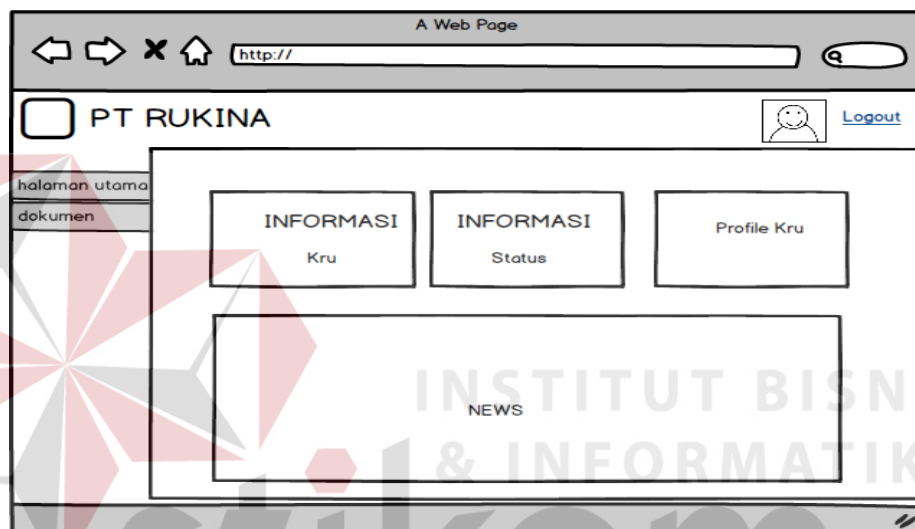 A Web Page
http://
PT RUKINA
Logout
halaman utama
dokumen
INFORMASI
Kru
INFORMASI
Status
Profile Kru
NEWS
INSTITUT BISN
& INFORMATIK
stikom